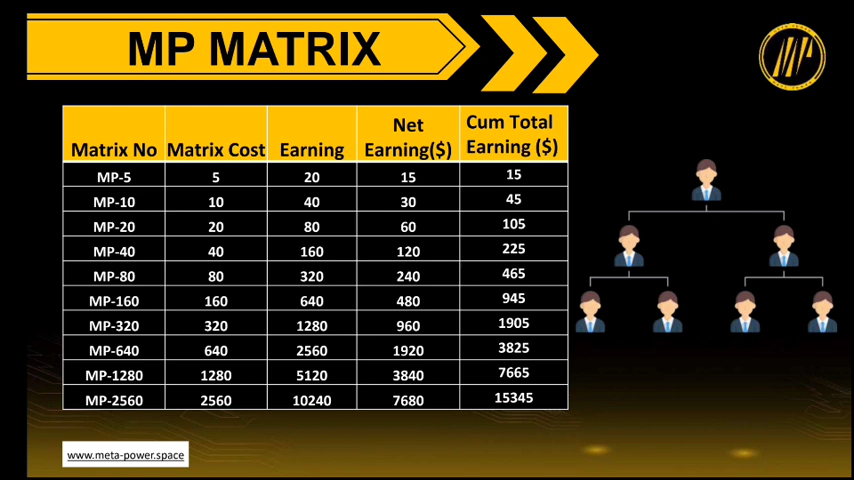 MP MATRIX
Matrix No Matrix Cost Earning Net Earning($) Cum Total Earning ($)
MP-5 5 20 15 15
MP-10 10 40 30 45
MP-20 20 80 60 105
MP-40 40 160 120 225
MP-80 80 320 240 465
MP-160 160 640 480 945
MP-320 320 1280 960 1905
MP-640 640 2560 1920 3825
MP-1280 1280 5120 3840 7665
MP-2560 2560 10240 7680 15345
www.meta-power.space
MP